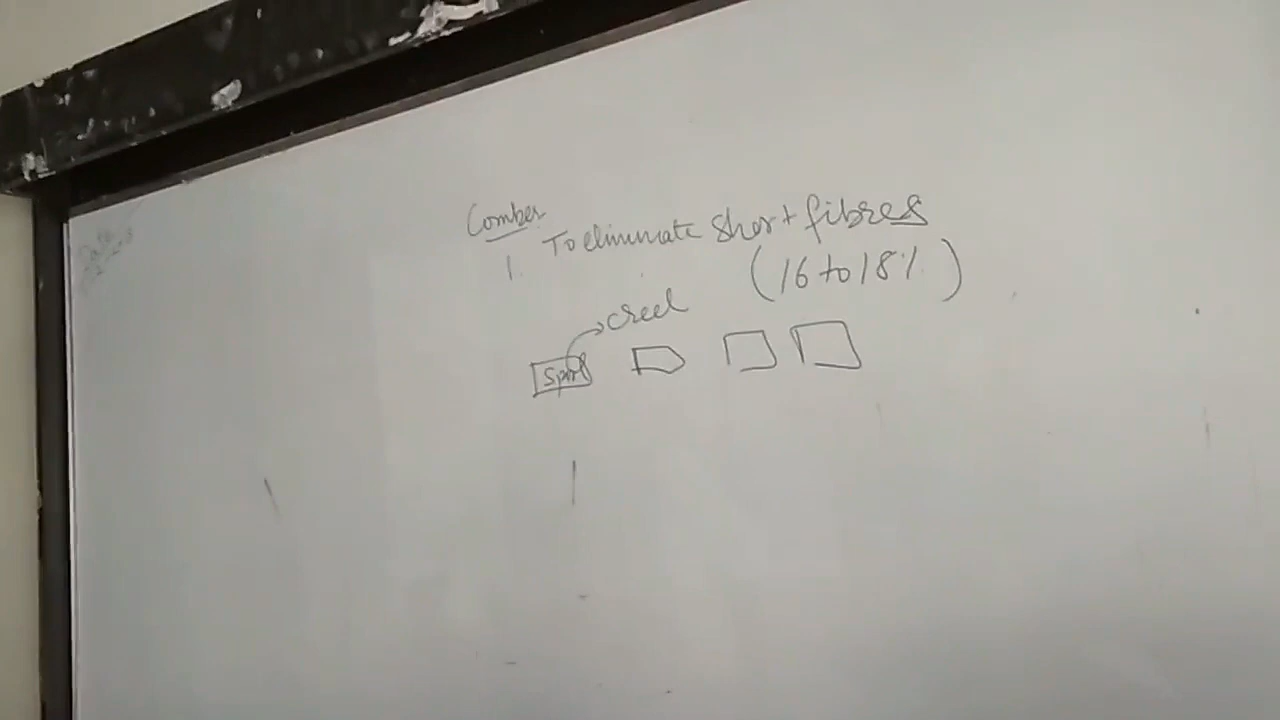 Comber
1. To eliminate short fibres
(16 to 18%)
creel